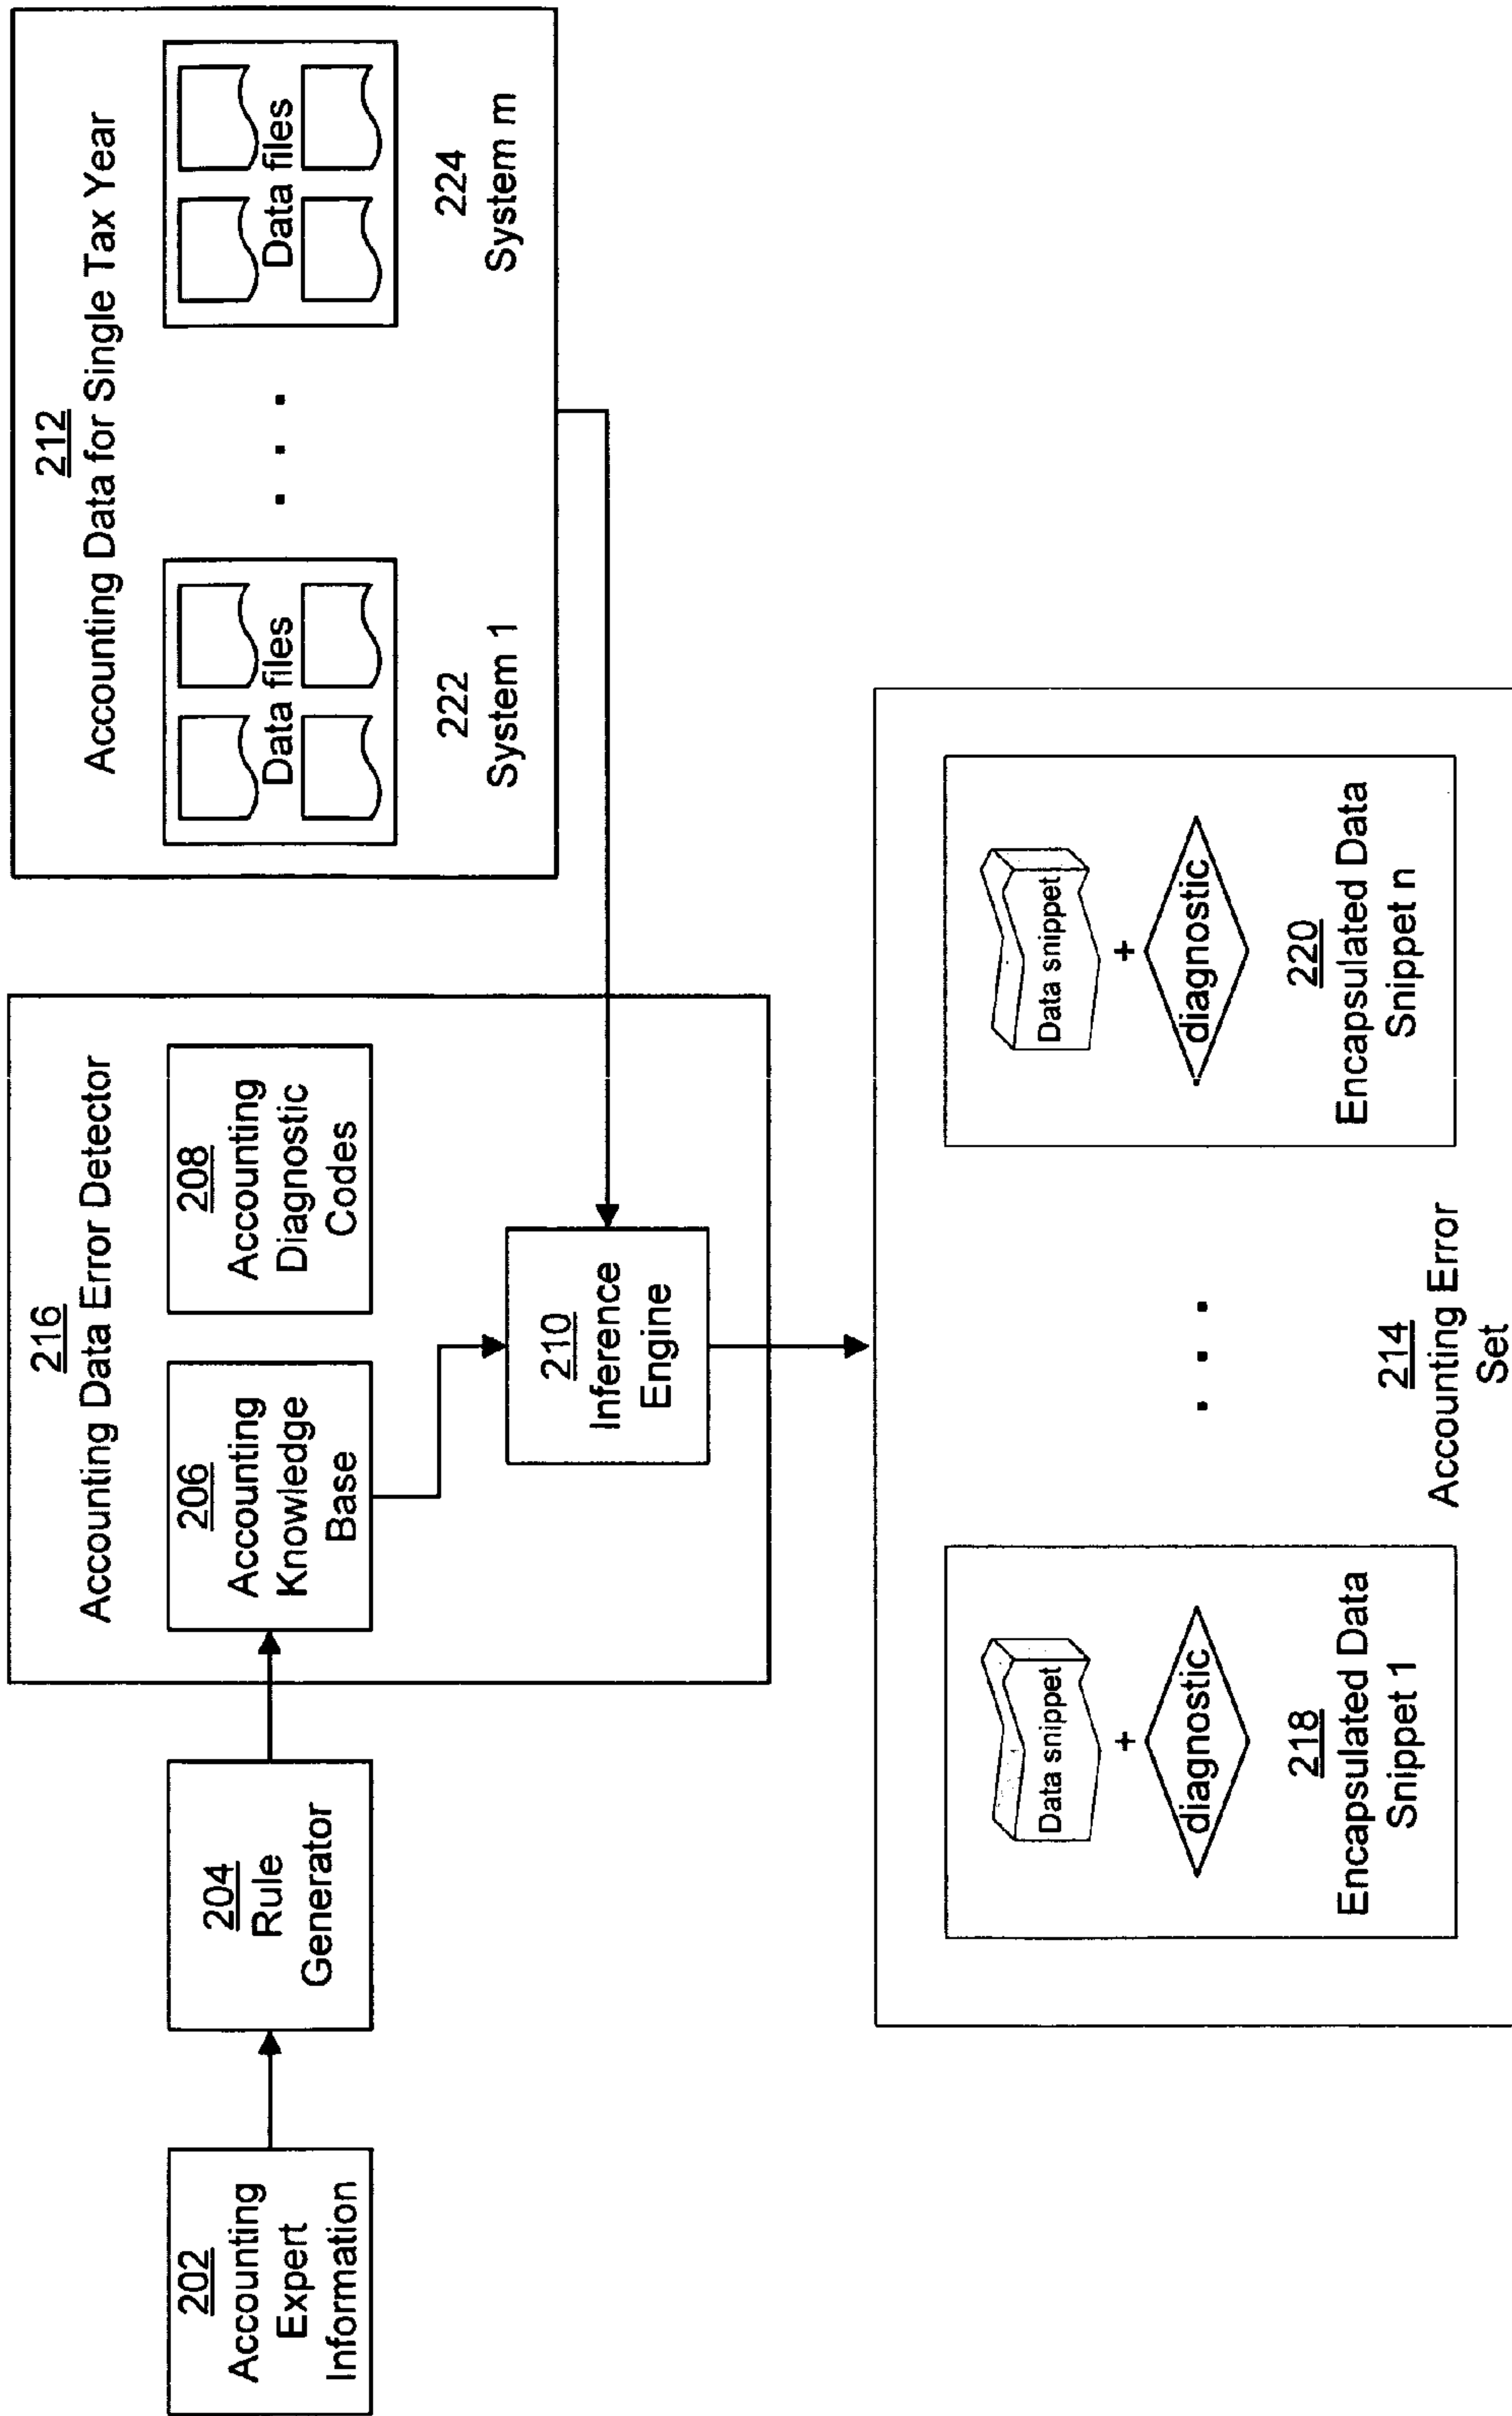 202
Accounting
Expert
Information
204
Rule
Generator
216
Accounting Data Error Detector
206
Accounting
Knowledge
Base
208
Accounting
Diagnostic
Codes
210
Inference
Engine
212
Accounting Data for Single Tax Year
Data files
222
System 1
. . .
Data files
224
System m
Data snippet
+
diagnostic
218
Encapsulated Data
Snippet 1
. . .
214
Accounting Error
Set
Data snippet
+
diagnostic
220
Encapsulated Data
Snippet n